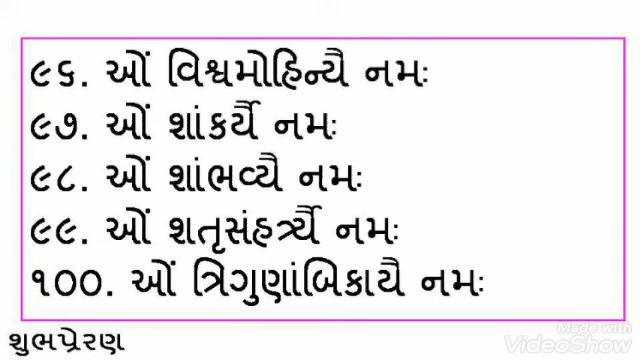 ૯૬. ઓં વિશ્વમોહિન્યૈ નમઃ
૯૭. ઓં શાંકર્યૈ નમઃ
૯૮. ઓં શાંભવ્યૈ નમઃ
૯૯. ઓં શતૃસંહર્ત્ર્યૈ નમઃ
૧૦૦. ઓં ત્રિગુણાંબિકાયૈ નમઃ
શુભપ્રેરણ
Made with
VideoShow